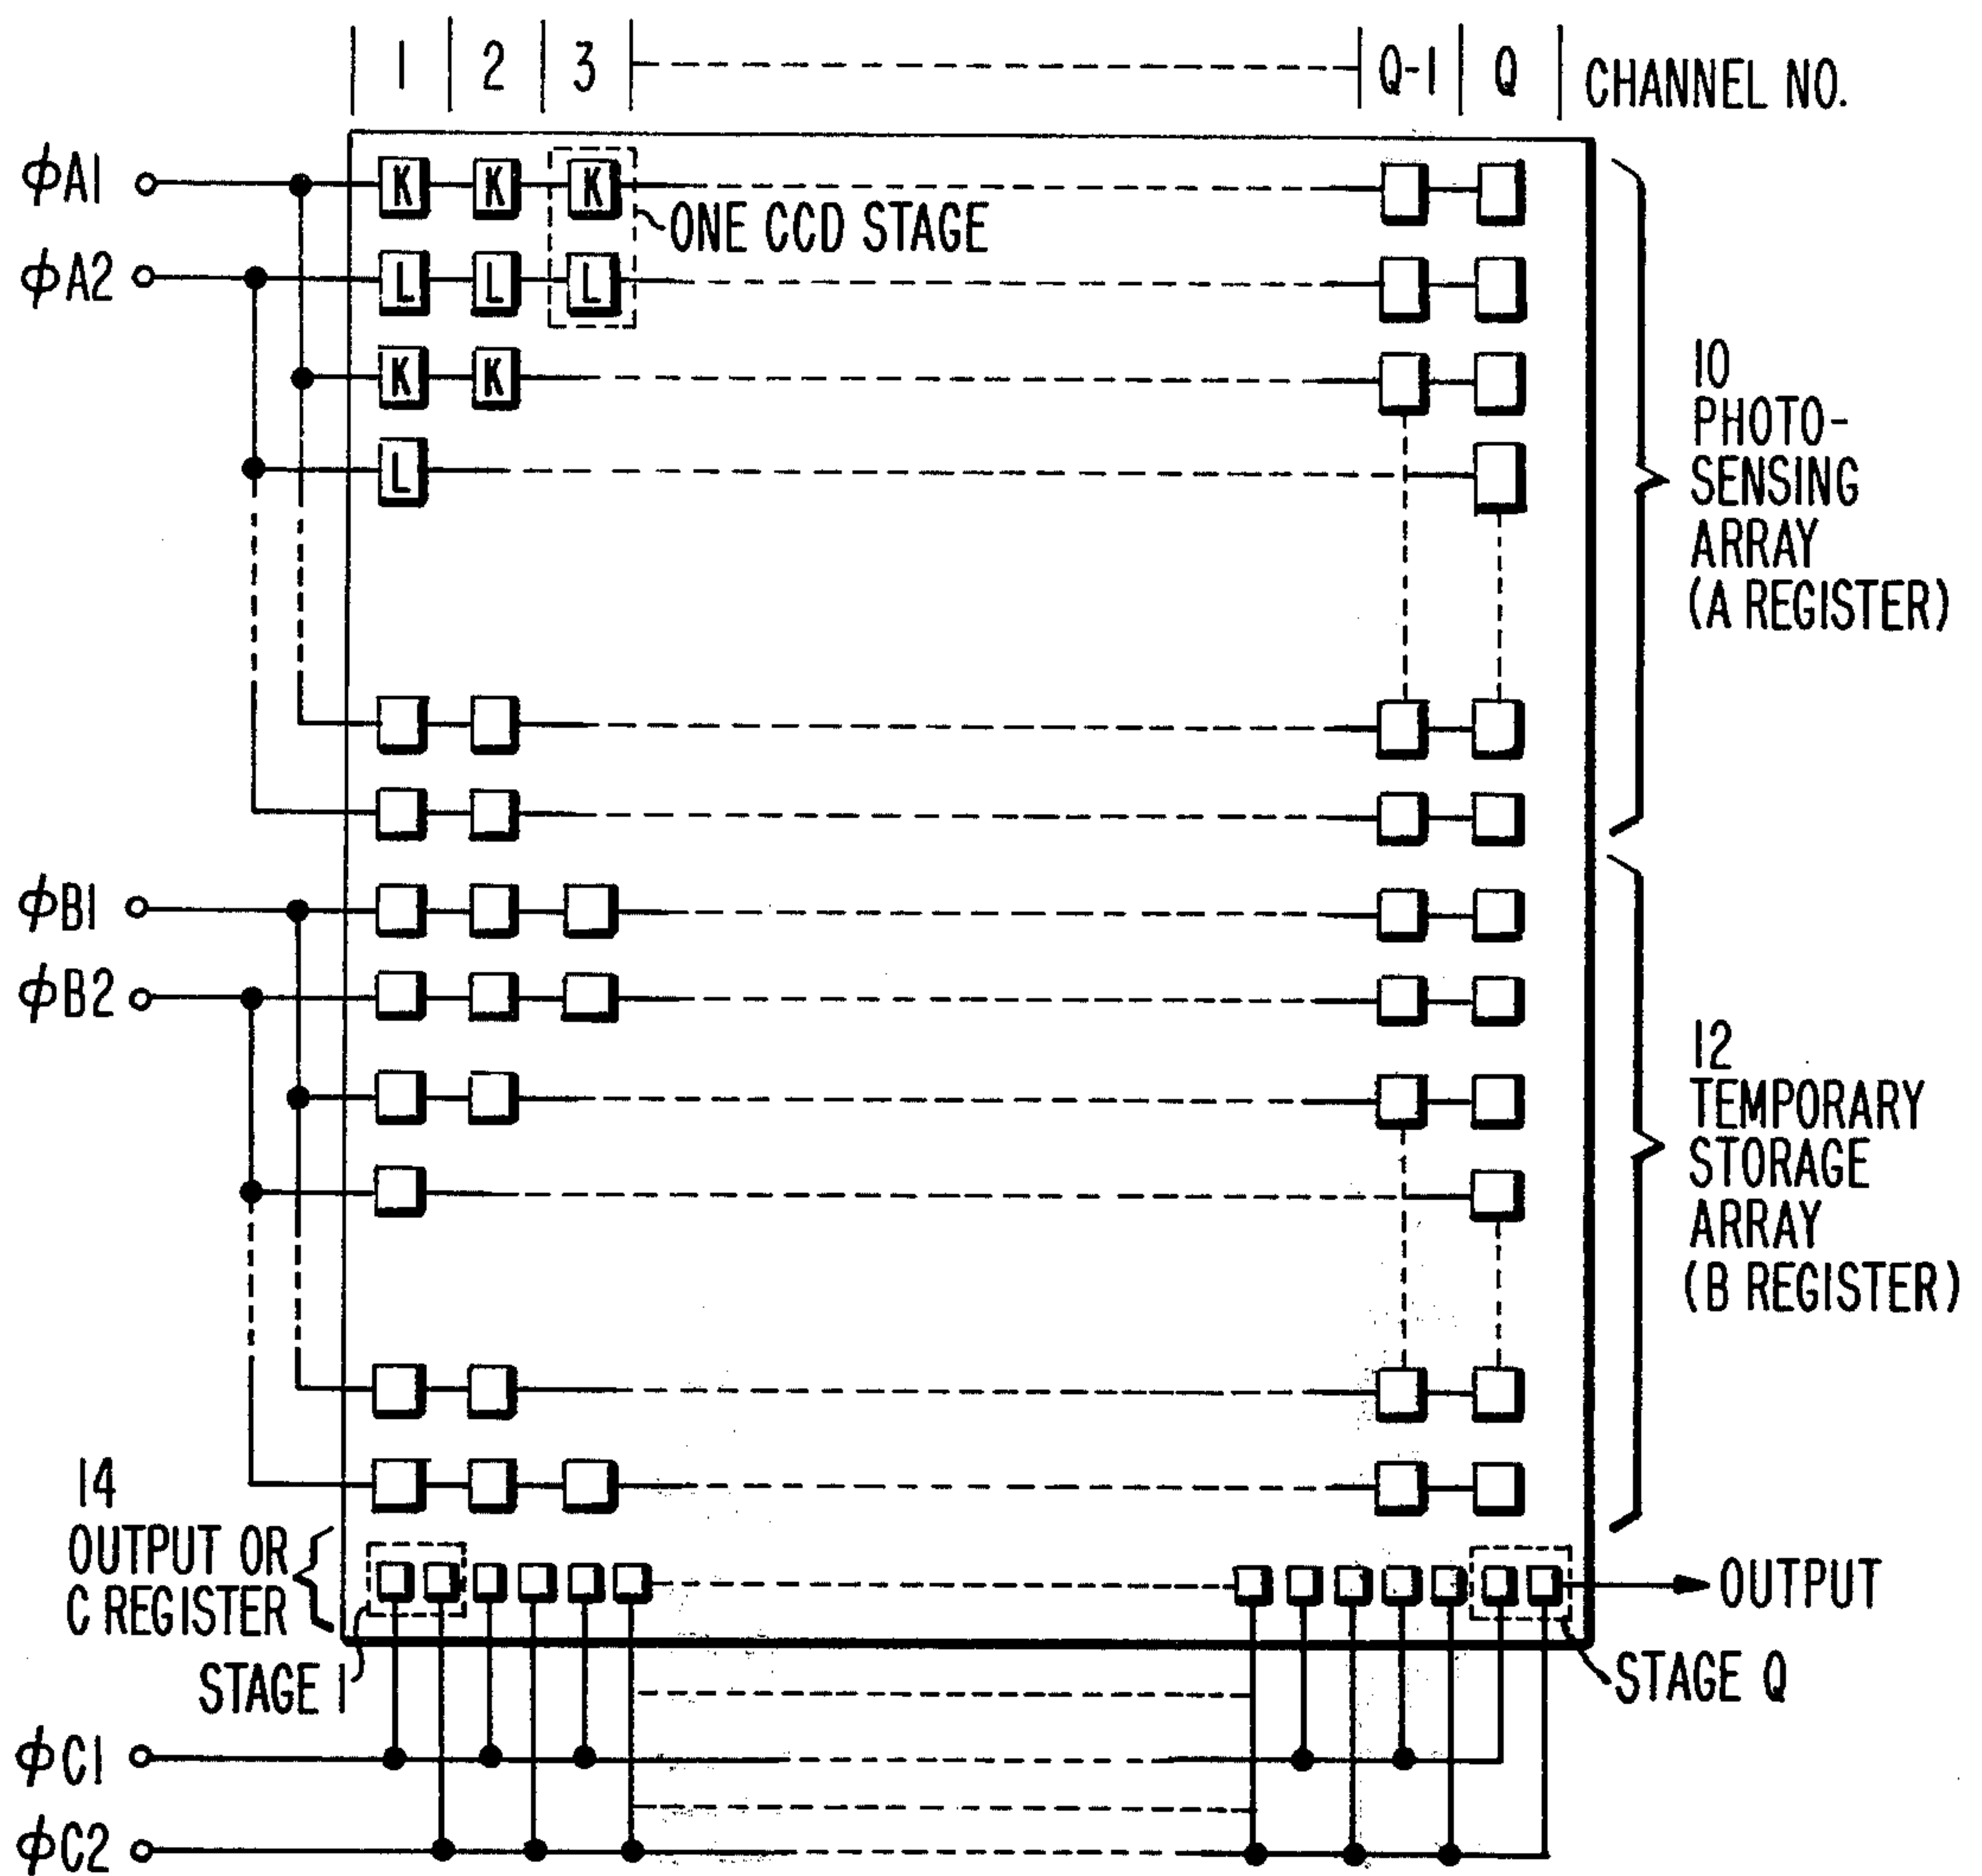 1 2 3 Q-1 Q CHANNEL NO.
ϕA1
K K K
ONE CCD STAGE
ϕA2
L L L
K K
L
10
PHOTO-
SENSING
ARRAY
(A REGISTER)
ϕB1
ϕB2
12
TEMPORARY
STORAGE
ARRAY
(B REGISTER)
14
OUTPUT OR
C REGISTER
OUTPUT
STAGE 1
STAGE Q
ϕC1
ϕC2